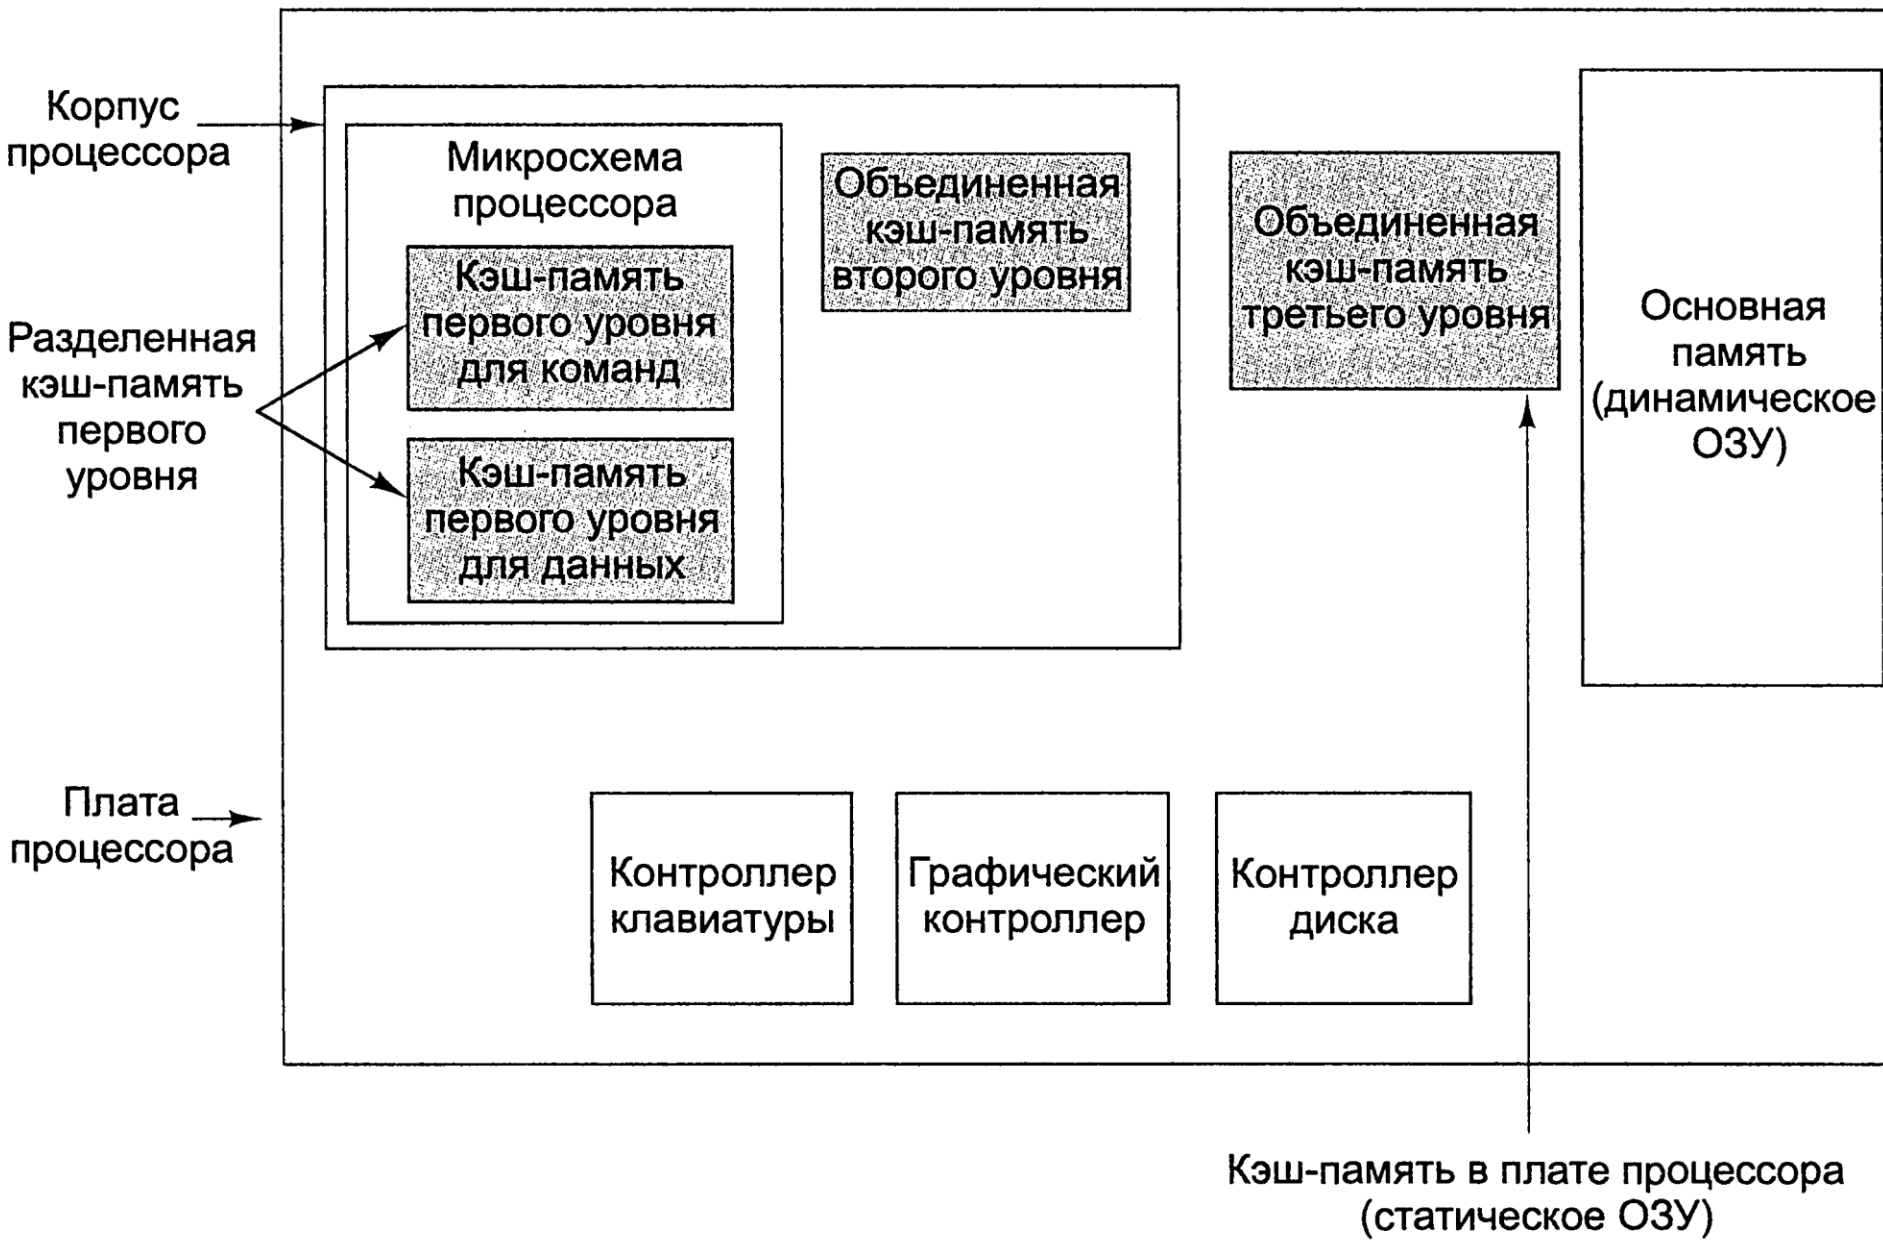 Корпус
процессора
Микросхема
процессора
Кэш-память
первого уровня
для команд
Кэш-память
первого уровня
для данных
Разделенная
кэш-память
первого
уровня
Объединенная
кэш-память
второго уровня
Объединенная
кэш-память
третьего уровня
Основная
память
(динамическое
ОЗУ)
Плата
процессора
Контроллер
клавиатуры
Графический
контроллер
Контроллер
диска
Кэш-память в плате процессора
(статическое ОЗУ)